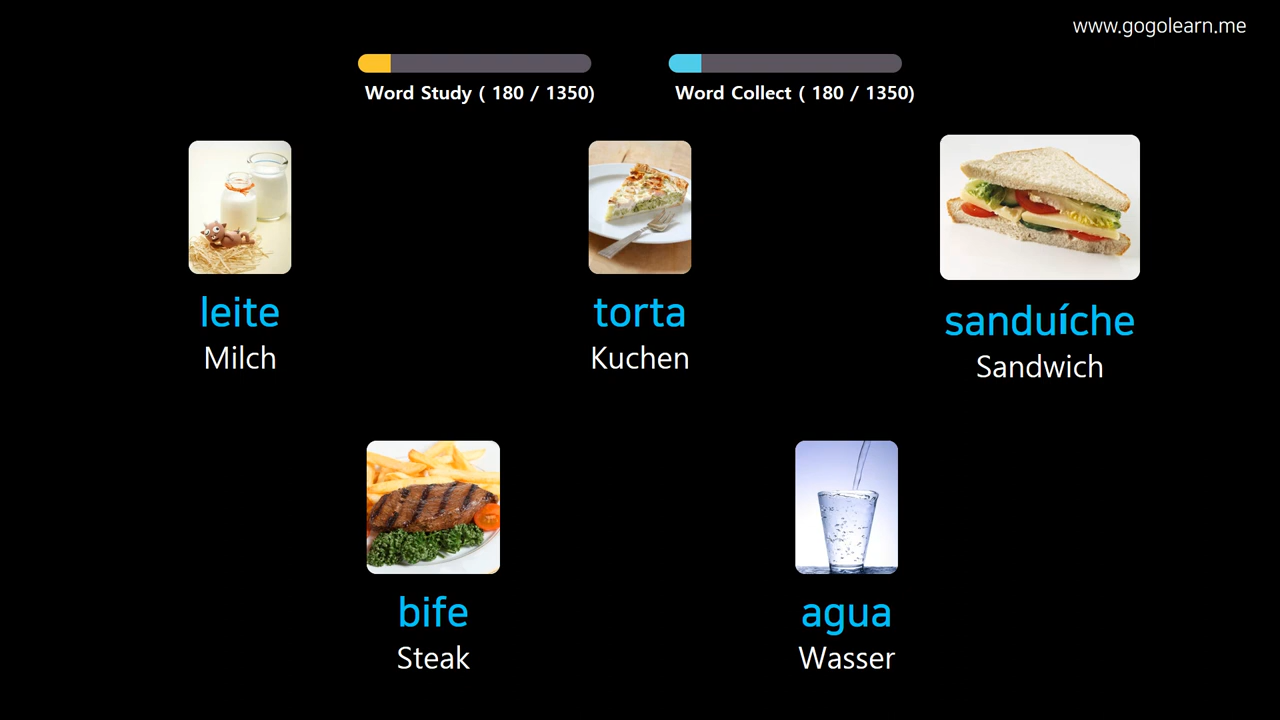 www.gogolearn.me
Word Study ( 180 / 1350)
Word Collect ( 180 / 1350)
leite
Milch
torta
Kuchen
sanduíche
Sandwich
bife
Steak
agua
Wasser